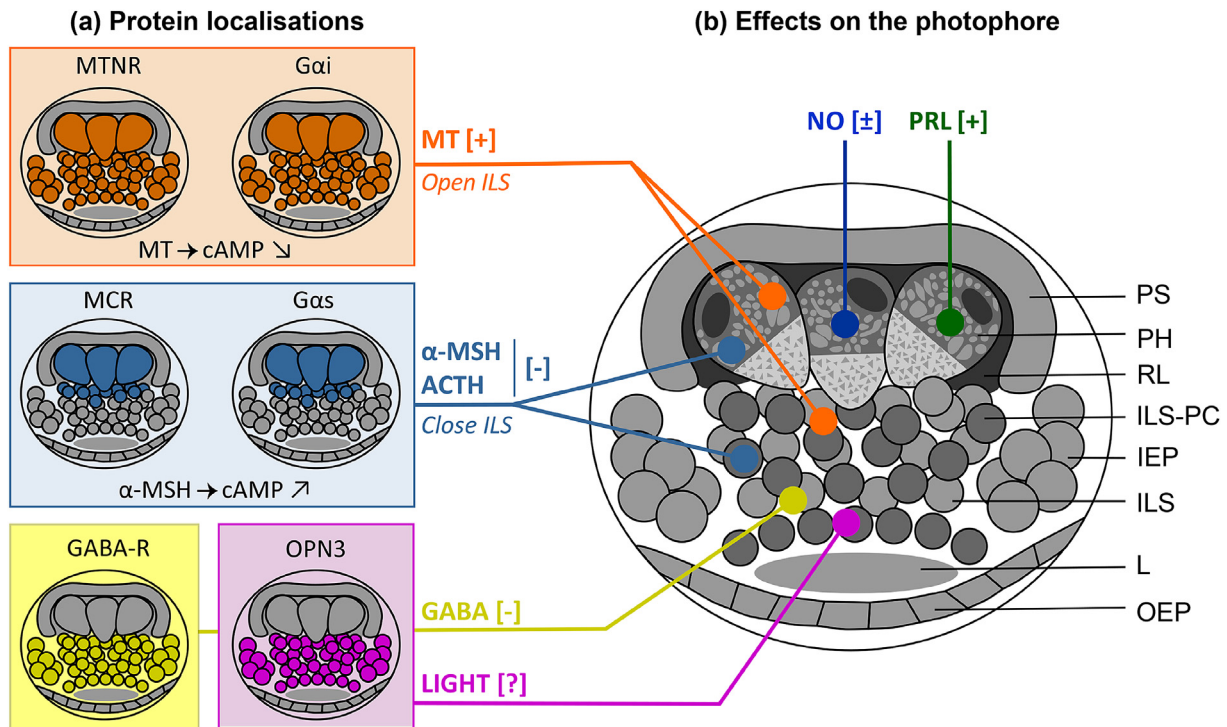 (a) Protein localisations
(b) Effects on the photophore
MTNR
Gαi
MT → cAMP ↘
MT [+]
Open ILS
MCR
Gαs
α-MSH → cAMP ↗
α-MSH
ACTH
[-]
Close ILS
GABA-R
OPN3
GABA [-]
LIGHT [?]
NO [±]
PRL [+]
PS
PH
RL
ILS-PC
IEP
ILS
L
OEP